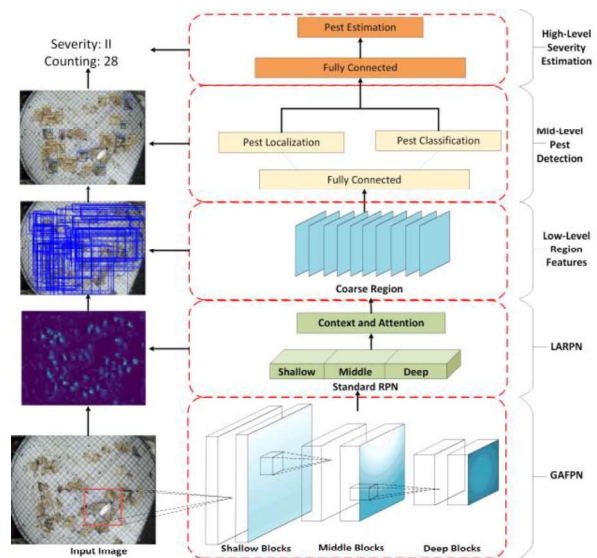 Severity: II
Counting: 28
Pest Estimation
Fully Connected
High-Level
Severity
Estimation
Pest Localization
Pest Classification
Fully Connected
Mid-Level
Pest
Detection
Coarse Region
Low-Level
Region
Features
Context and Attention
Shallow Middle Deep
Standard RPN
LARPN
GAFPN
Input Image
Shallow Blocks Middle Blocks Deep Blocks